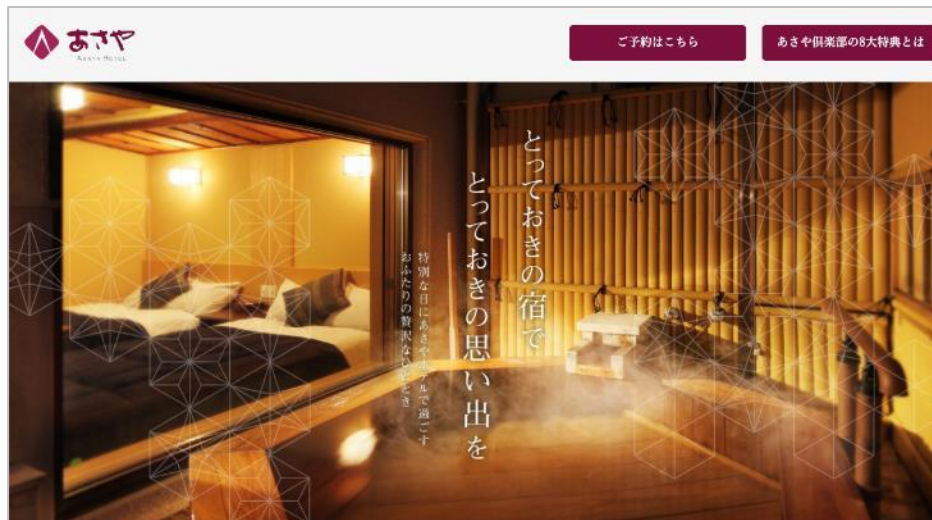 あさや
ASAYA HOTEL
ご予約はこちら
あさや倶楽部の8大特典とは
とっておきの宿で
とっておきの思い出を
特別な日にあさやホテルで過ごす
おふたりの贅沢なひととき